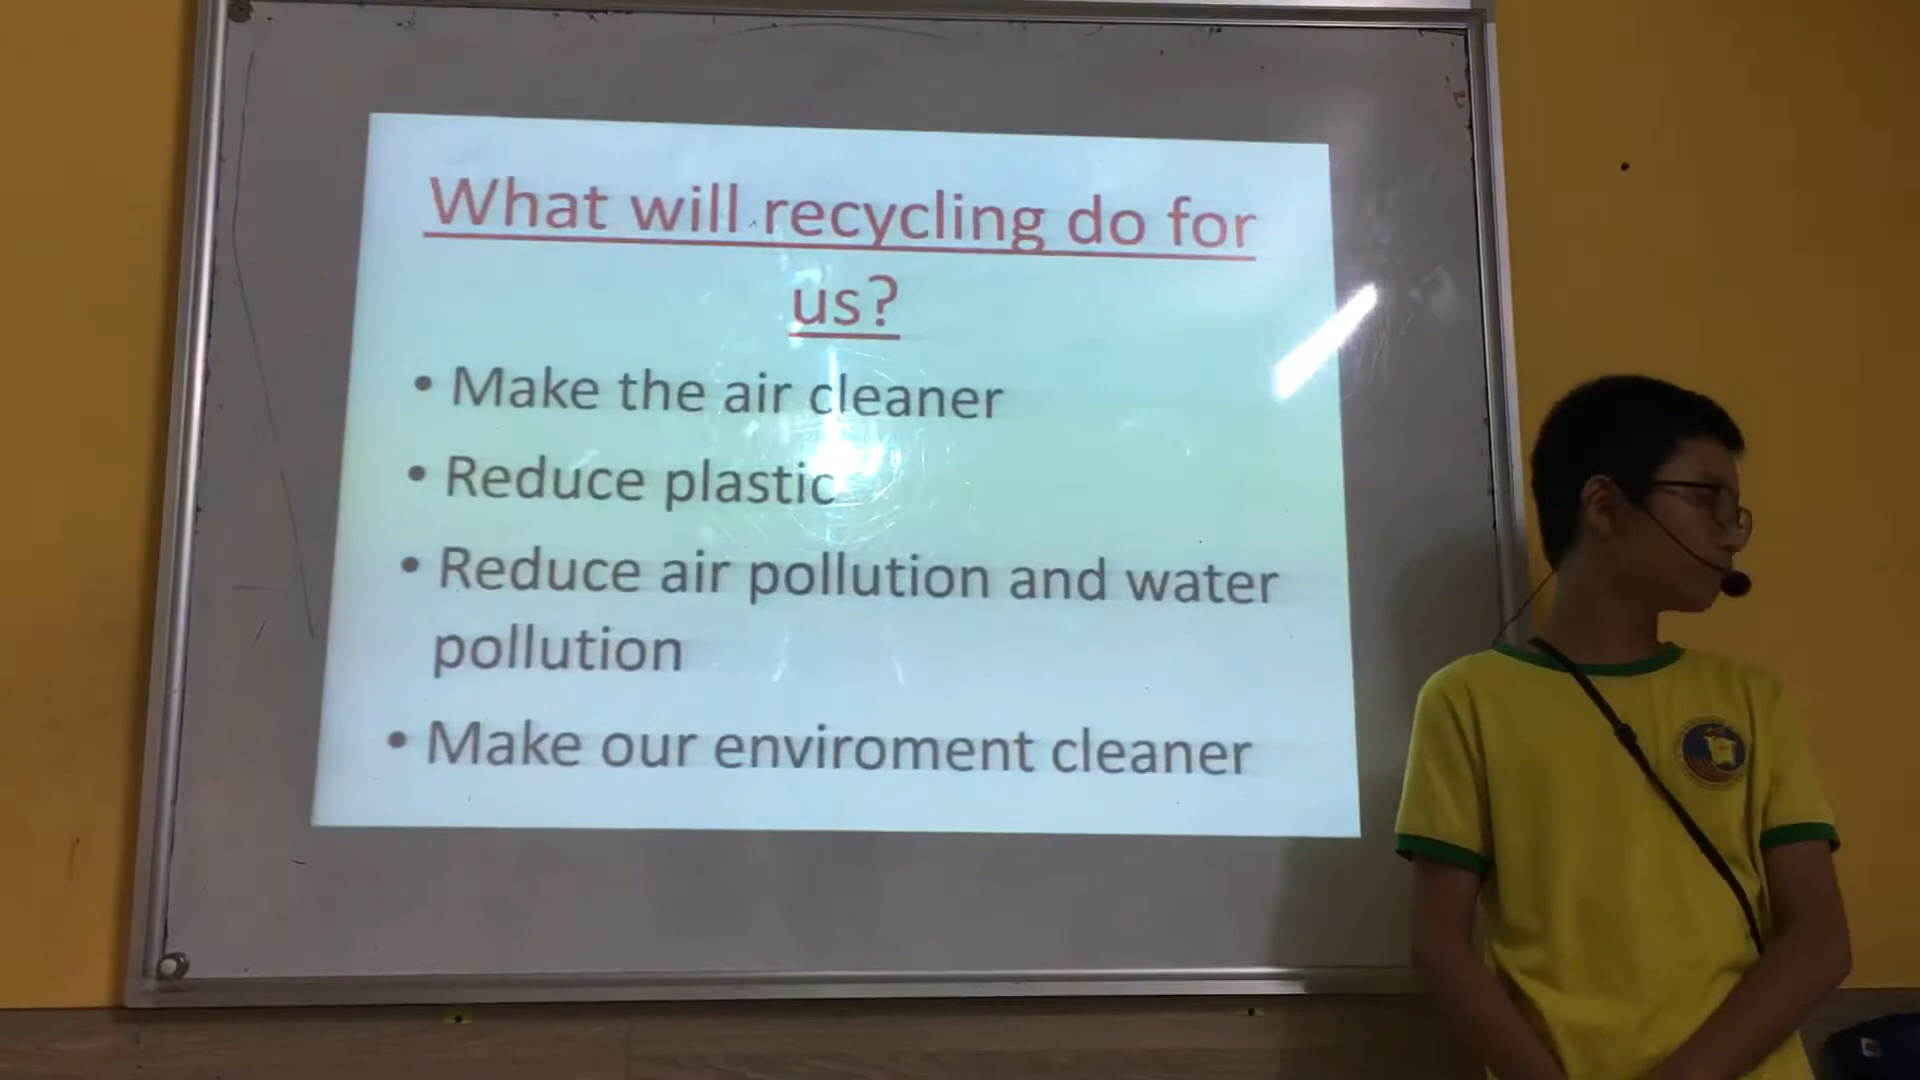 What will recycling do for
us?
• Make the air cleaner
• Reduce plastic
• Reduce air pollution and water
pollution
• Make our enviroment cleaner